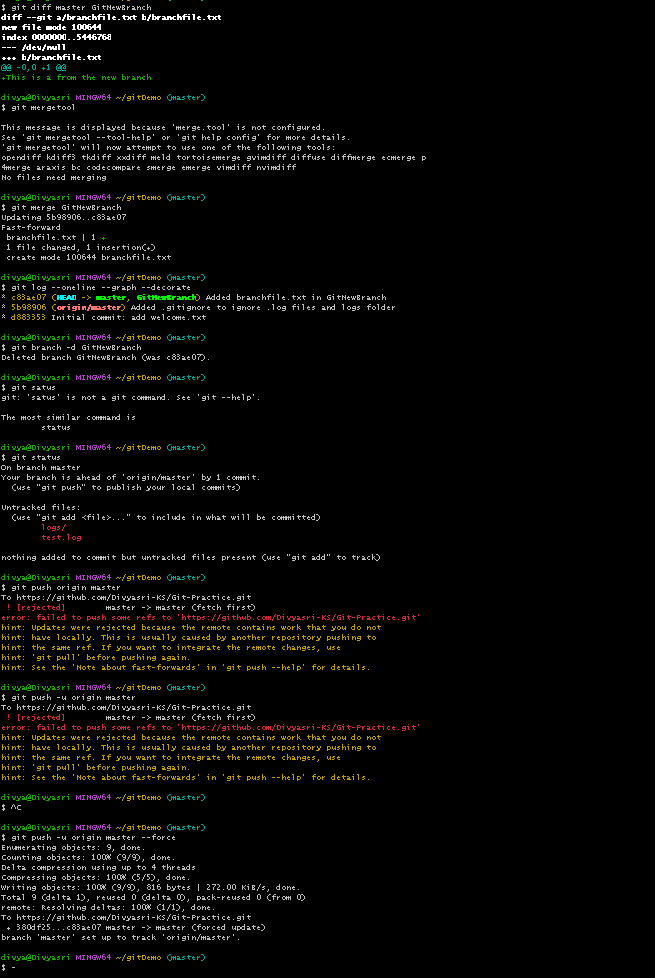 $ git diff master GitNewBranch
diff --git a/branchfile.txt b/branchfile.txt
new file mode 100644
index 0000000..5446768
--- /dev/null
+++ b/branchfile.txt
@@ -0,0 +1 @@
+This is a from the new branch
divya@Divyasri MINGW64 ~/gitDemo (master)
$ git mergetool
This message is displayed because 'merge.tool' is not configured.
See 'git mergetool --tool-help' or 'git help config' for more details.
'git mergetool' will now attempt to use one of the following tools:
opendiff kdiff3 tkdiff xxdiff meld tortoisemerge gvimdiff diffuse diffmerge ecmerge p
4merge araxis bc codecompare smerge emerge vimdiff nvimdiff
No files need merging
divya@Divyasri MINGW64 ~/gitDemo (master)
$ git merge GitNewBranch
Updating 5b98906..c83ae07
Fast-forward
branchfile.txt | 1 +
1 file changed, 1 insertion(+)
create mode 100644 branchfile.txt
divya@Divyasri MINGW64 ~/gitDemo (master)
$ git log --oneline --graph --decorate
* c83ae07 (HEAD -> master, GitNewBranch) Added branchfile.txt in GitNewBranch
* 5b98906 (origin/master) Added .gitignore to ignore .log files and logs folder
* d883353 Initial commit: add welcome.txt
divya@Divyasri MINGW64 ~/gitDemo (master)
$ git branch -d GitNewBranch
Deleted branch GitNewBranch (was c83ae07).
divya@Divyasri MINGW64 ~/gitDemo (master)
$ git satus
git: 'satus' is not a git command. See 'git --help'.
The most similar command is
status
divya@Divyasri MINGW64 ~/gitDemo (master)
$ git status
On branch master
Your branch is ahead of 'origin/master' by 1 commit.
(use "git push" to publish your local commits)
Untracked files:
(use "git add <file>..." to include in what will be committed)
logs/
test.log
nothing added to commit but untracked files present (use "git add" to track)
divya@Divyasri MINGW64 ~/gitDemo (master)
$ git push origin master
To https://github.com/Divyasri-KS/Git-Practice.git
! [rejected] master -> master (fetch first)
error: failed to push some refs to 'https://github.com/Divyasri-KS/Git-Practice.git'
hint: Updates were rejected because the remote contains work that you do not
hint: have locally. This is usually caused by another repository pushing to
hint: the same ref. If you want to integrate the remote changes, use
hint: 'git pull' before pushing again.
hint: See the 'Note about fast-forwards' in 'git push --help' for details.
divya@Divyasri MINGW64 ~/gitDemo (master)
$ git push -u origin master
To https://github.com/Divyasri-KS/Git-Practice.git
! [rejected] master -> master (fetch first)
error: failed to push some refs to 'https://github.com/Divyasri-KS/Git-Practice.git'
hint: Updates were rejected because the remote contains work that you do not
hint: have locally. This is usually caused by another repository pushing to
hint: the same ref. If you want to integrate the remote changes, use
hint: 'git pull' before pushing again.
hint: See the 'Note about fast-forwards' in 'git push --help' for details.
divya@Divyasri MINGW64 ~/gitDemo (master)
$ ^C
divya@Divyasri MINGW64 ~/gitDemo (master)
$ git push -u origin master --force
Enumerating objects: 9, done.
Counting objects: 100% (9/9), done.
Delta compression using up to 4 threads
Compressing objects: 100% (5/5), done.
Writing objects: 100% (9/9), 816 bytes | 272.00 KiB/s, done.
Total 9 (delta 1), reused 0 (delta 0), pack-reused 0 (from 0)
remote: Resolving deltas: 100% (1/1), done.
To https://github.com/Divyasri-KS/Git-Practice.git
+ 380df25...c83ae07 master -> master (forced update)
branch 'master' set up to track 'origin/master'.
divya@Divyasri MINGW64 ~/gitDemo (master)
$ -